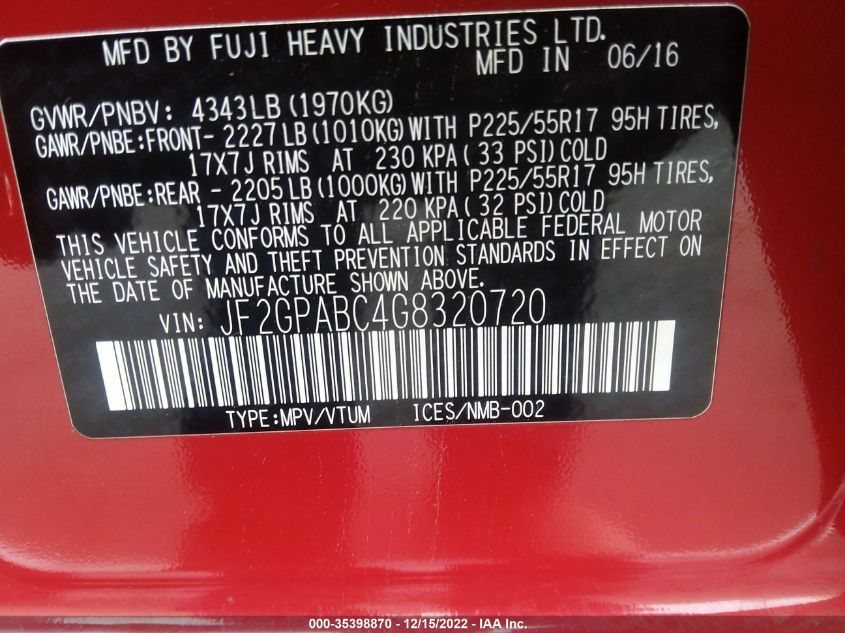 MFD BY FUJI HEAVY INDUSTRIES LTD.
MFD IN 06/16
GVWR/PNBV: 4343LB(1970KG)
GAWR/PNBE:FRONT- 2227LB(1010KG)WITH P225/55R17 95H TIRES,
17X7J RIMS AT 230 KPA( 33 PSI)COLD
GAWR/PNBE:REAR - 2205LB(1000KG)WITH P225/55R17 95H TIRES,
17X7J RIMS AT 220 KPA( 32 PSI)COLD
THIS VEHICLE CONFORMS TO ALL APPLICABLE FEDERAL MOTOR
VEHICLE SAFETY AND THEFT PREVENTION STANDARDS IN EFFECT ON
THE DATE OF MANUFACTURE SHOWN ABOVE.
VIN: JF2GPABC4G8320720
TYPE:MPV/VTUM ICES/NMB-002
000-35398870 - 12/15/2022 - IAA Inc.